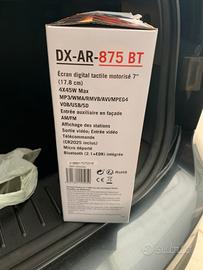 DX-AR-875 BT
Ecran digital tactile motorisé 7"
(17.8 cm)
4X45W Max
MP3/WMA/RMVB/AVI/MPEG4
VOB/USB/SD
Entrée auxiliaire en façade
AM/FM
Affichage des stations
Sortie vidéo, Entrée vidéo
Télécommande
(CR2025 inclus)
Micro déporté
Bluetooth (2.1+EDR) intégrée